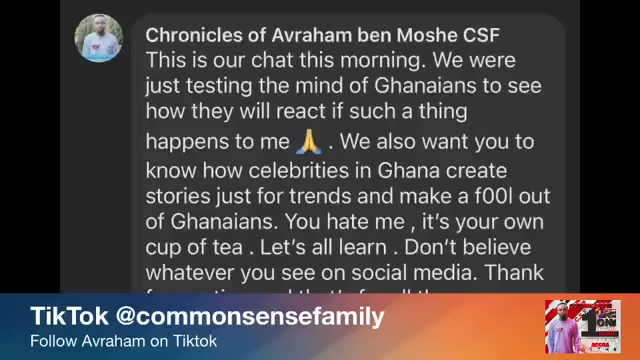 Chronicles of Avraham ben Moshe CSF
This is our chat this morning. We were
just testing the mind of Ghanaians to see
how they will react if such a thing
happens to me 🙏 . We also want you to
know how celebrities in Ghana create
stories just for trends and make a f00l out
of Ghanaians. You hate me , it's your own
cup of tea . Let's all learn . Don't believe
whatever you see on social media. Thank
TikTok @commonsensefamily
Follow Avraham on Tiktok